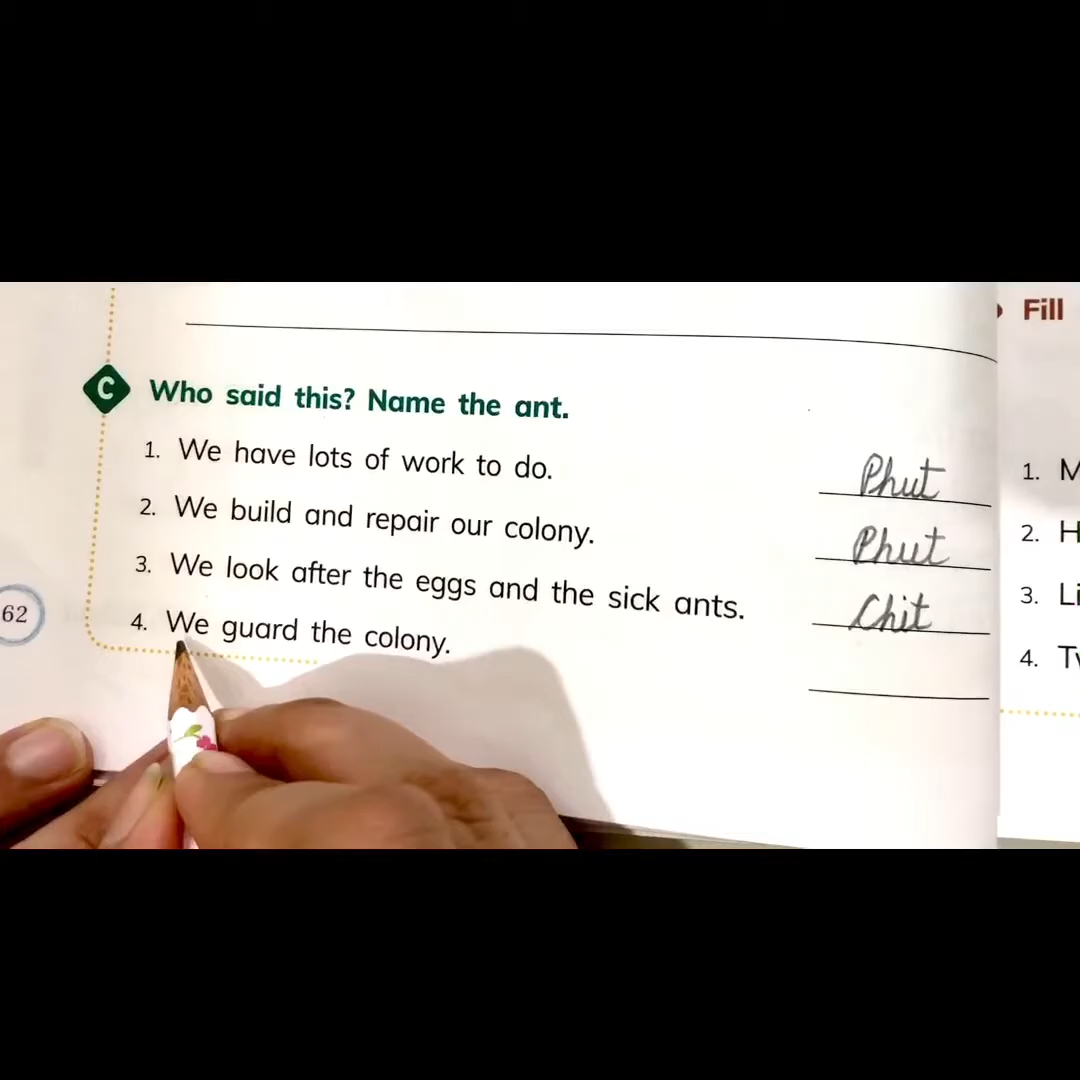 C Who said this? Name the ant.
1. We have lots of work to do. Phut
2. We build and repair our colony. Phut
3. We look after the eggs and the sick ants. Chit
4. We guard the colony.
62
Fill
1. M
2. H
3. Li
4. Tw